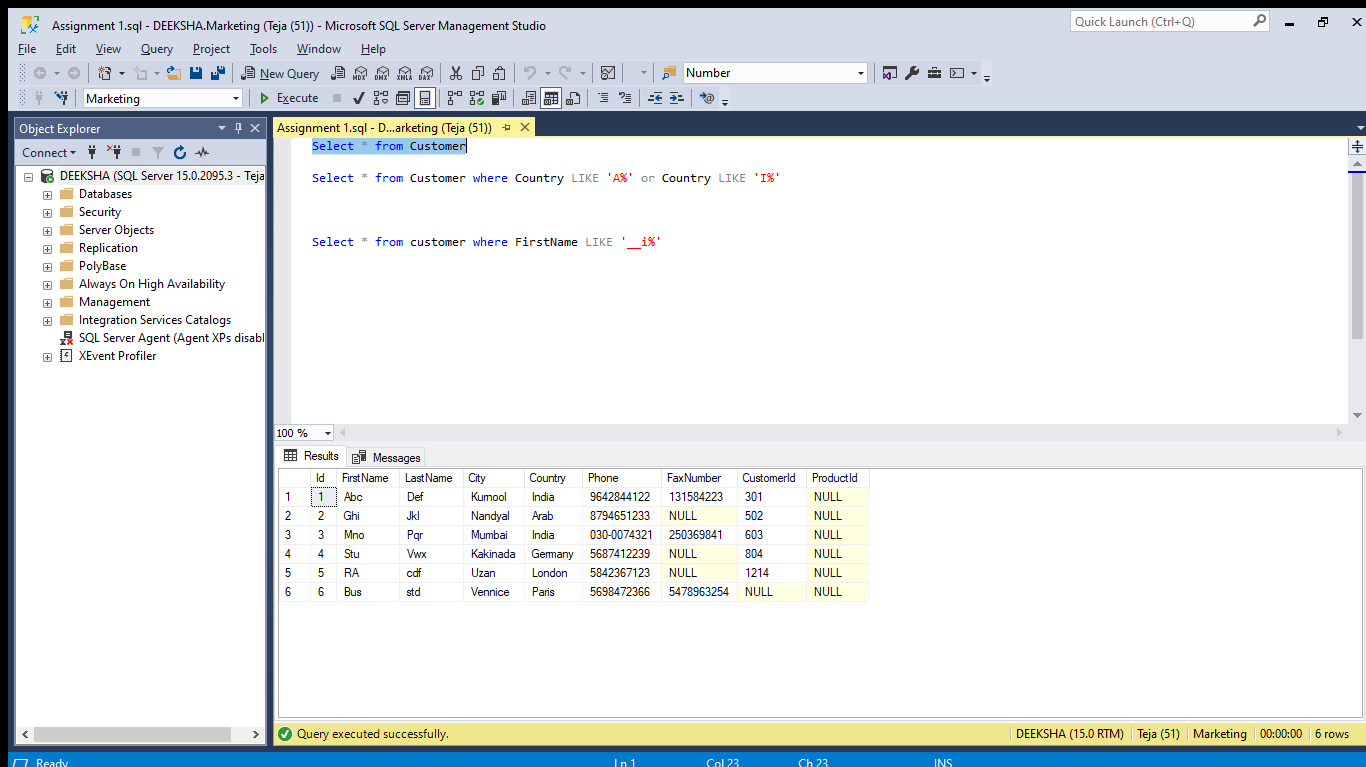 Assignment 1.sql - DEEKSHA.Marketing (Teja (51)) - Microsoft SQL Server Management Studio
Quick Launch (Ctrl+Q)
File Edit View Query Project Tools Window Help
New Query MDX DMX XMLA DAX Number
Marketing Execute
Object Explorer
Connect
DEEKSHA (SQL Server 15.0.2095.3 - Teja
Databases
Security
Server Objects
Replication
PolyBase
Always On High Availability
Management
Integration Services Catalogs
SQL Server Agent (Agent XPs disabl
XEvent Profiler
Assignment 1.sql - D...arketing (Teja (51))
Select * from Customer
Select * from Customer where Country LIKE 'A%' or Country LIKE 'I%'
Select * from customer where FirstName LIKE '__i%'
100 %
Results Messages
Id FirstName LastName City Country Phone FaxNumber CustomerId ProductId
1 1 Abc Def Kurnool India 9642844122 131584223 301 NULL
2 2 Ghi Jkl Nandyal Arab 8794651233 NULL 502 NULL
3 3 Mno Pqr Mumbai India 030-0074321 250369841 603 NULL
4 4 Stu Vwx Kakinada Germany 5687412239 NULL 804 NULL
5 5 RA cdf Uzan London 5842367123 NULL 1214 NULL
6 6 Bus std Vennice Paris 5698472366 5478963254 NULL NULL
Query executed successfully. DEEKSHA (15.0 RTM) Teja (51) Marketing 00:00:00 6 rows
Ready Ln 1 Col 23 Ch 23 INS